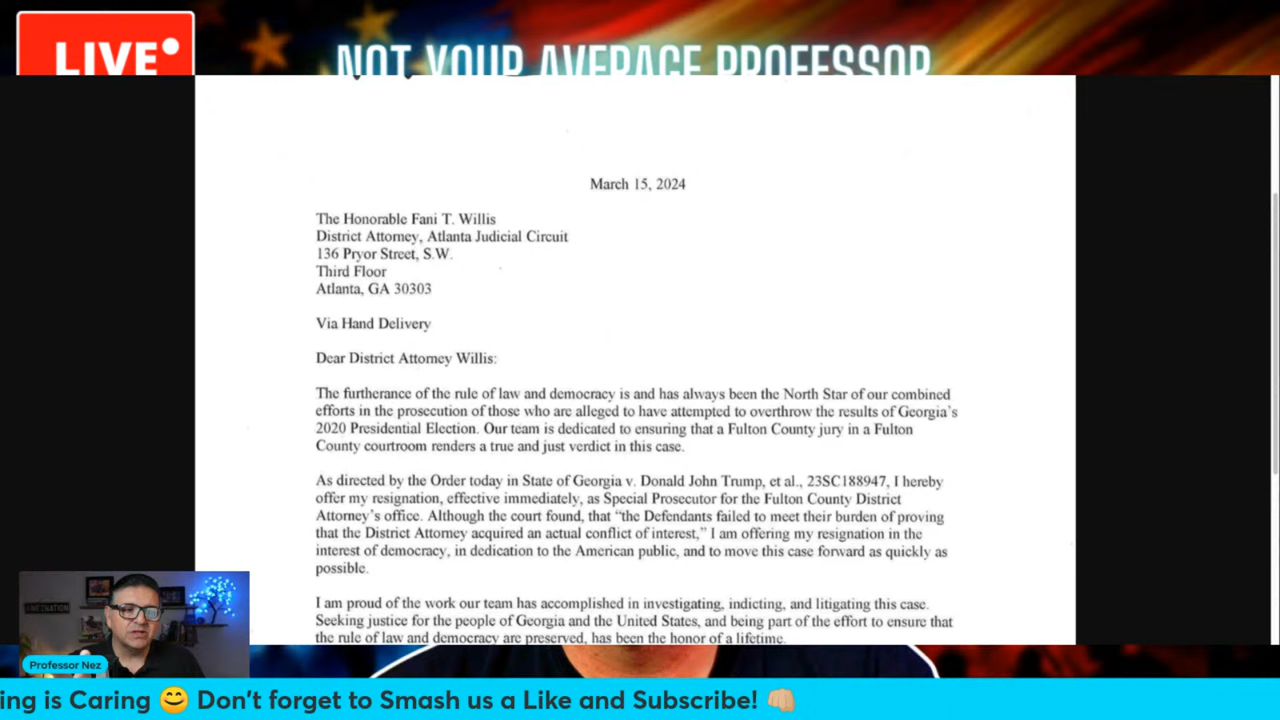 LIVE
NOT YOUR AVERAGE PROFESSOR
March 15, 2024
The Honorable Fani T. Willis
District Attorney, Atlanta Judicial Circuit
136 Pryor Street, S.W.
Third Floor
Atlanta, GA 30303
Via Hand Delivery
Dear District Attorney Willis:
The furtherance of the rule of law and democracy is and has always been the North Star of our combined
efforts in the prosecution of those who are alleged to have attempted to overthrow the results of Georgia's
2020 Presidential Election. Our team is dedicated to ensuring that a Fulton County jury in a Fulton
County courtroom renders a true and just verdict in this case.
As directed by the Order today in State of Georgia v. Donald John Trump, et al., 23SC188947, I hereby
offer my resignation, effective immediately, as Special Prosecutor for the Fulton County District
Attorney's office. Although the court found, that “the Defendants failed to meet their burden of proving
that the District Attorney acquired an actual conflict of interest,” I am offering my resignation in the
interest of democracy, in dedication to the American public, and to move this case forward as quickly as
possible.
I am proud of the work our team has accomplished in investigating, indicting, and litigating this case.
Seeking justice for the people of Georgia and the United States, and being part of the effort to ensure that
the rule of law and democracy are preserved, has been the honor of a lifetime.
#NEZNATION
Professor Nez
ing is Caring 😊 Don't forget to Smash us a Like and Subscribe! 👊🏼